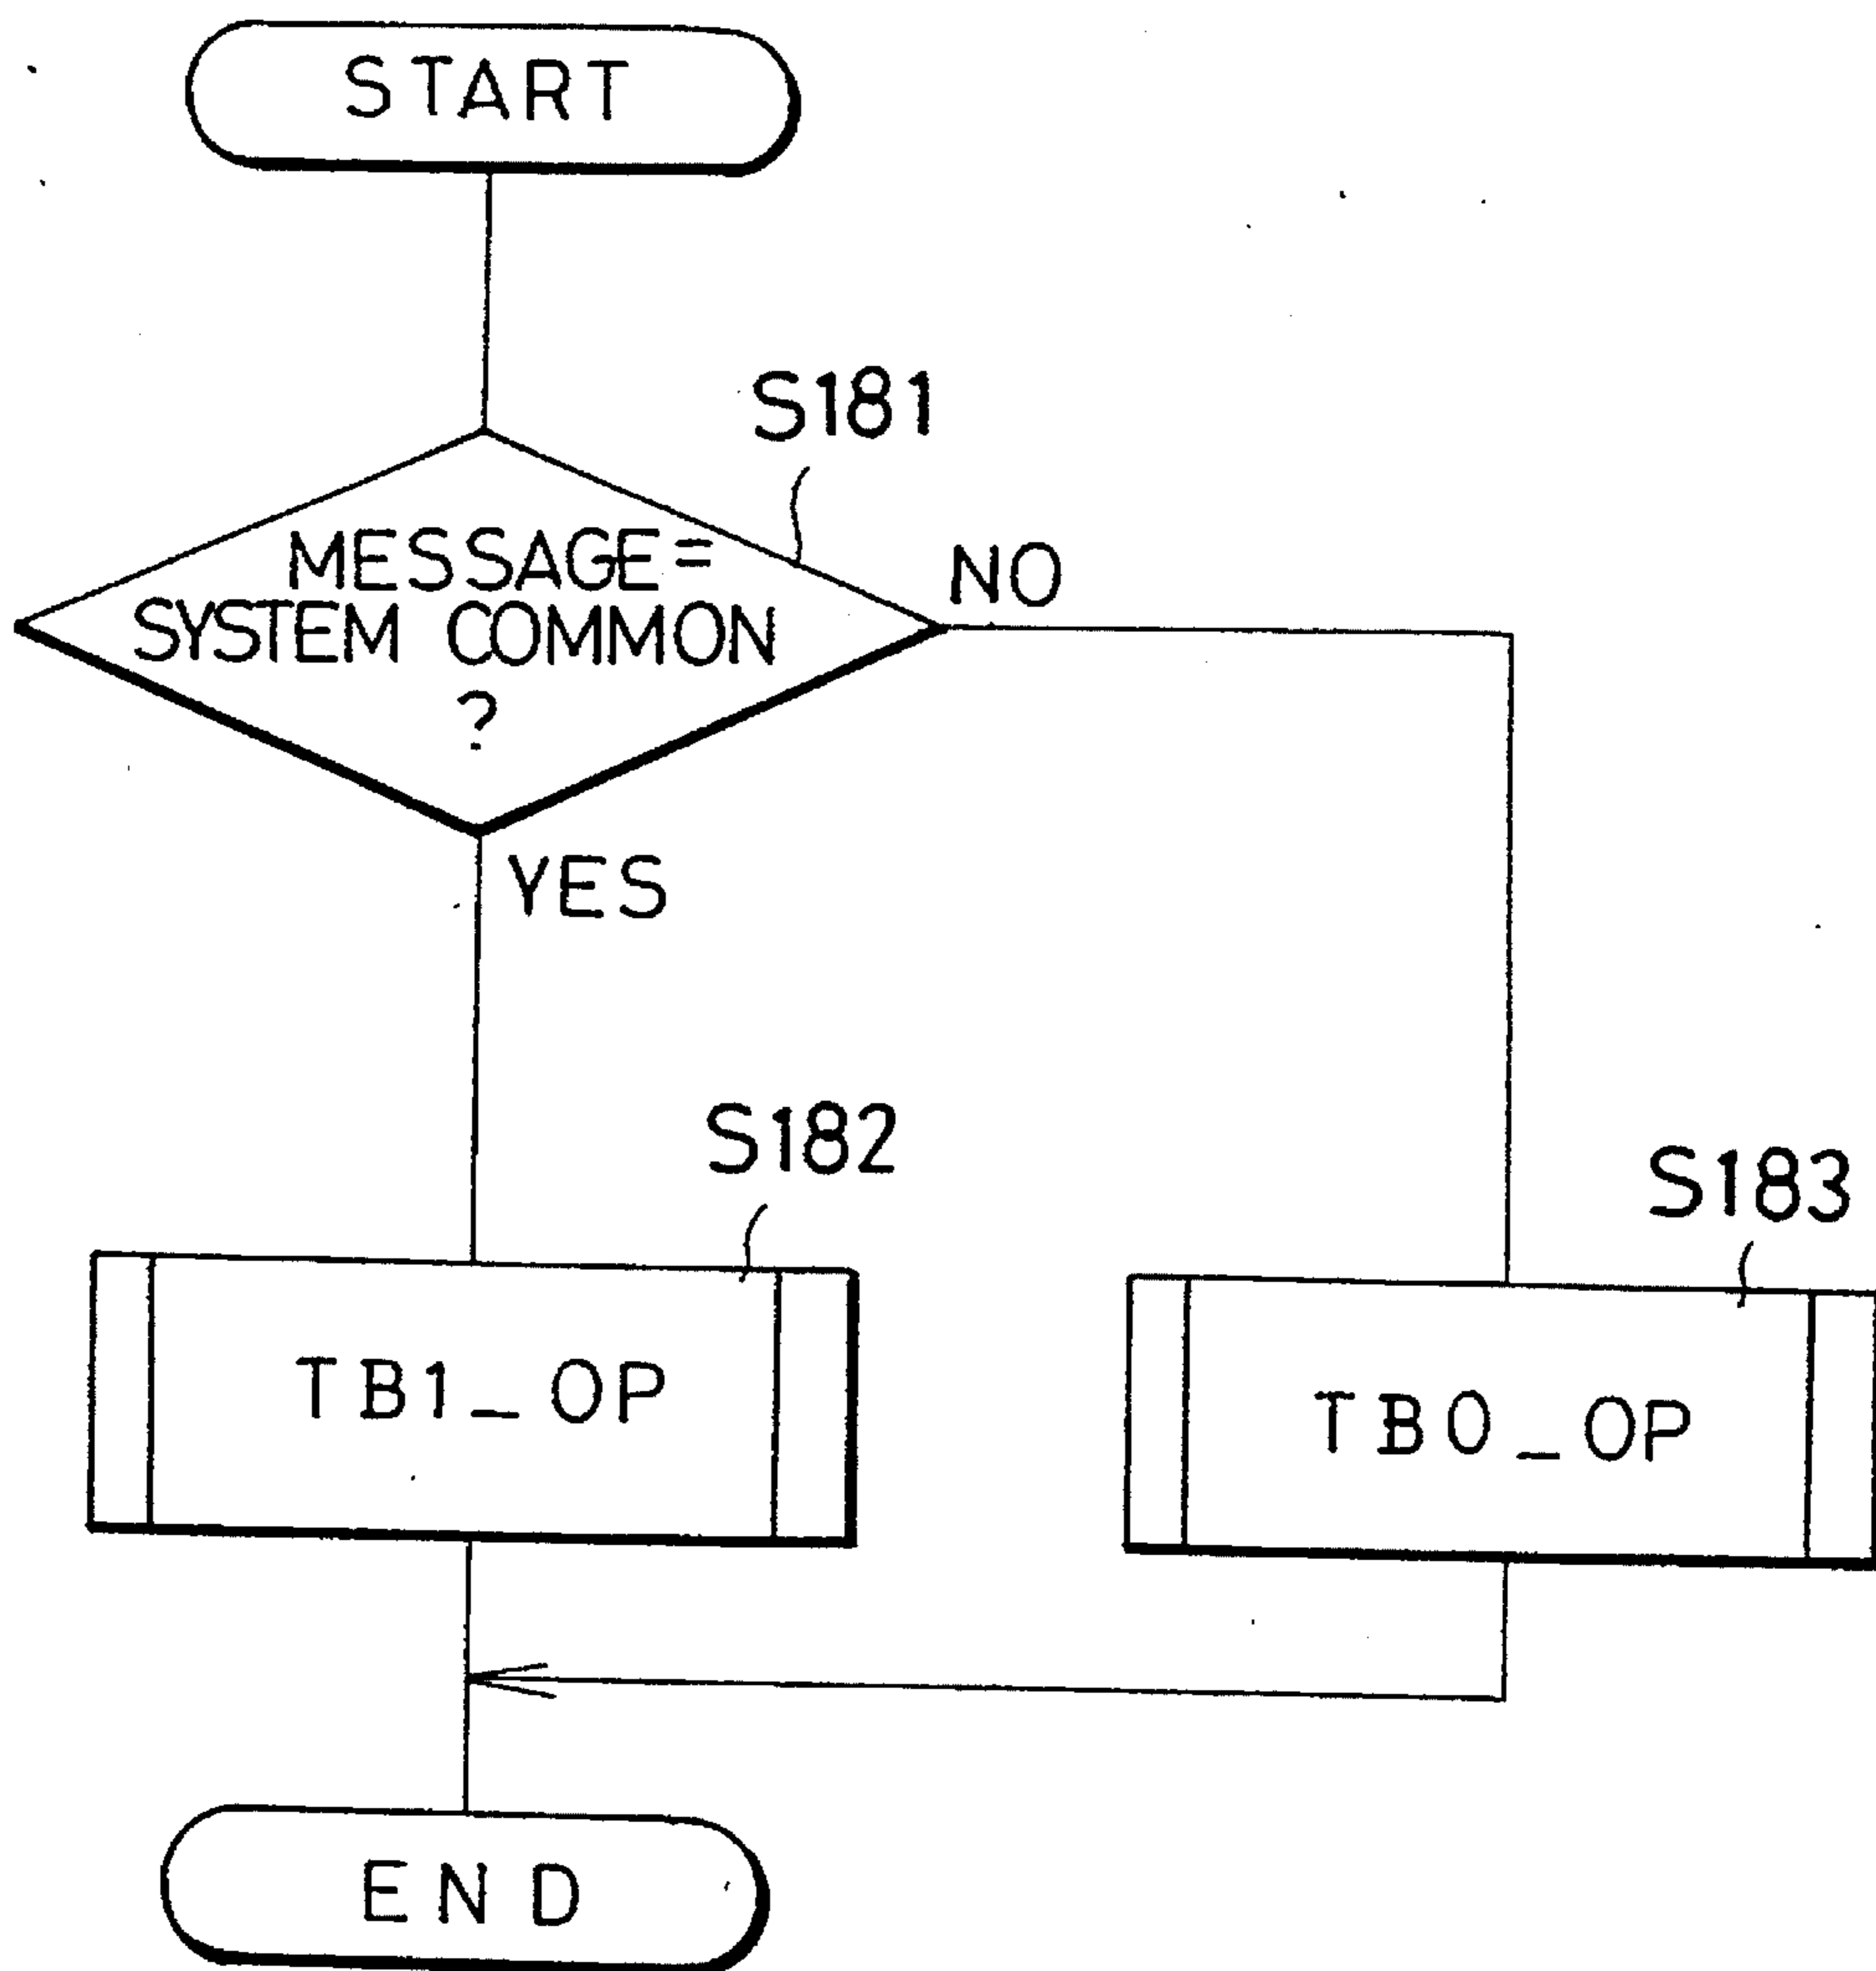 START
S181
MESSAGE=
SYSTEM COMMON
?
NO
YES
S182
S183
TB1_OP
TB0_OP
END